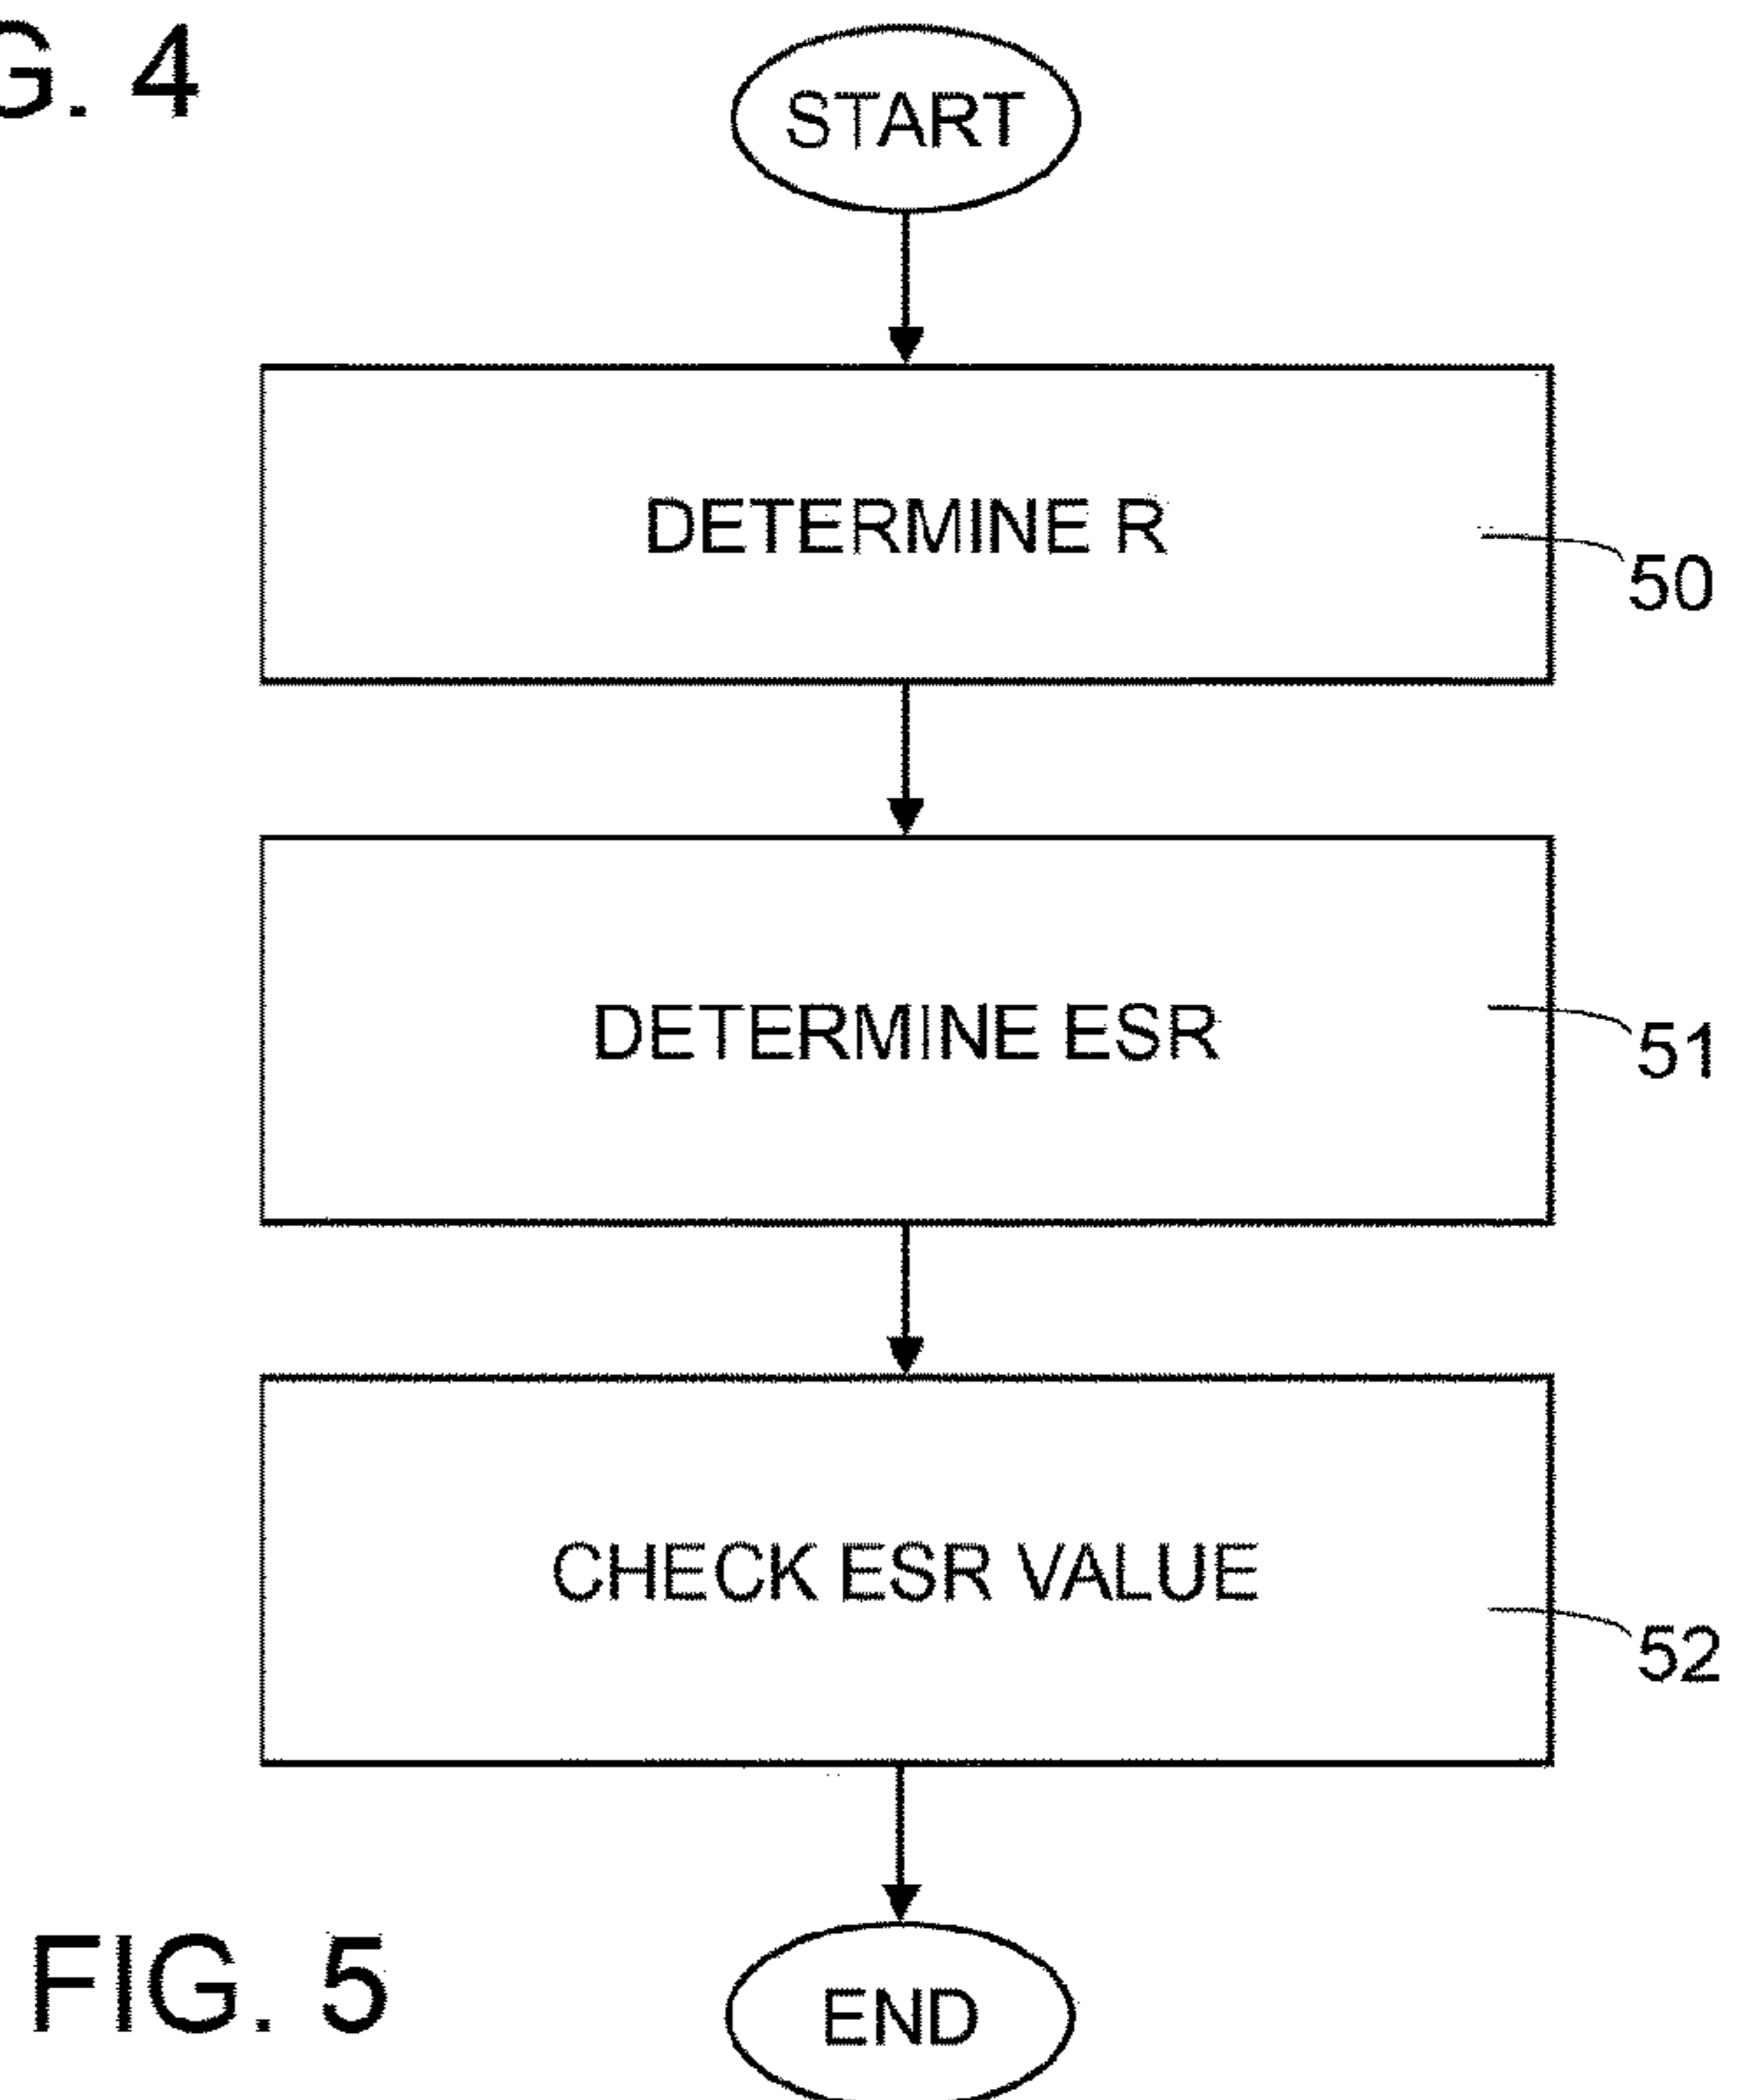 G. 4
START
DETERMINE R
50
DETERMINE ESR
51
CHECK ESR VALUE
52
FIG. 5
END